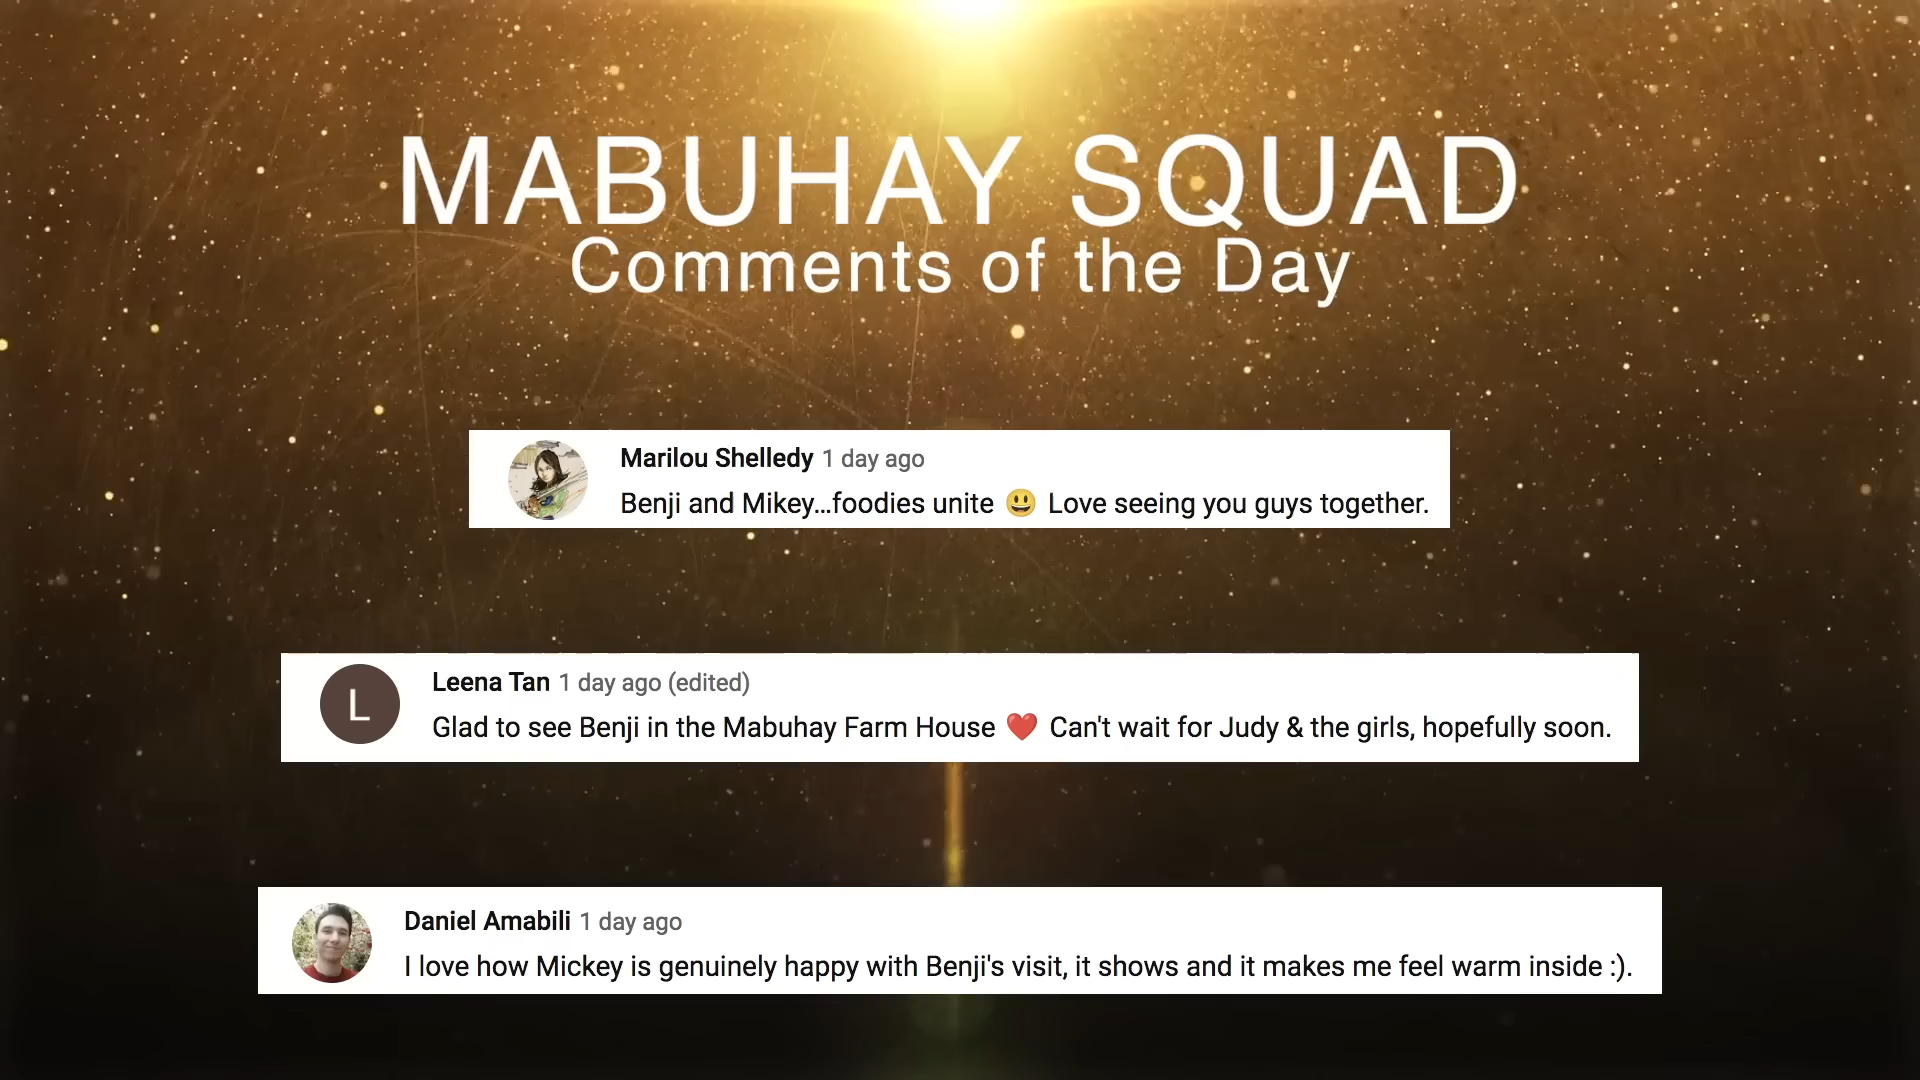 MABUHAY SQUAD
Comments of the Day
Marilou Shelledy 1 day ago
Benji and Mikey...foodies unite 😃 Love seeing you guys together.
L
Leena Tan 1 day ago (edited)
Glad to see Benji in the Mabuhay Farm House ❤️ Can't wait for Judy & the girls, hopefully soon.
Daniel Amabili 1 day ago
I love how Mickey is genuinely happy with Benji's visit, it shows and it makes me feel warm inside :).